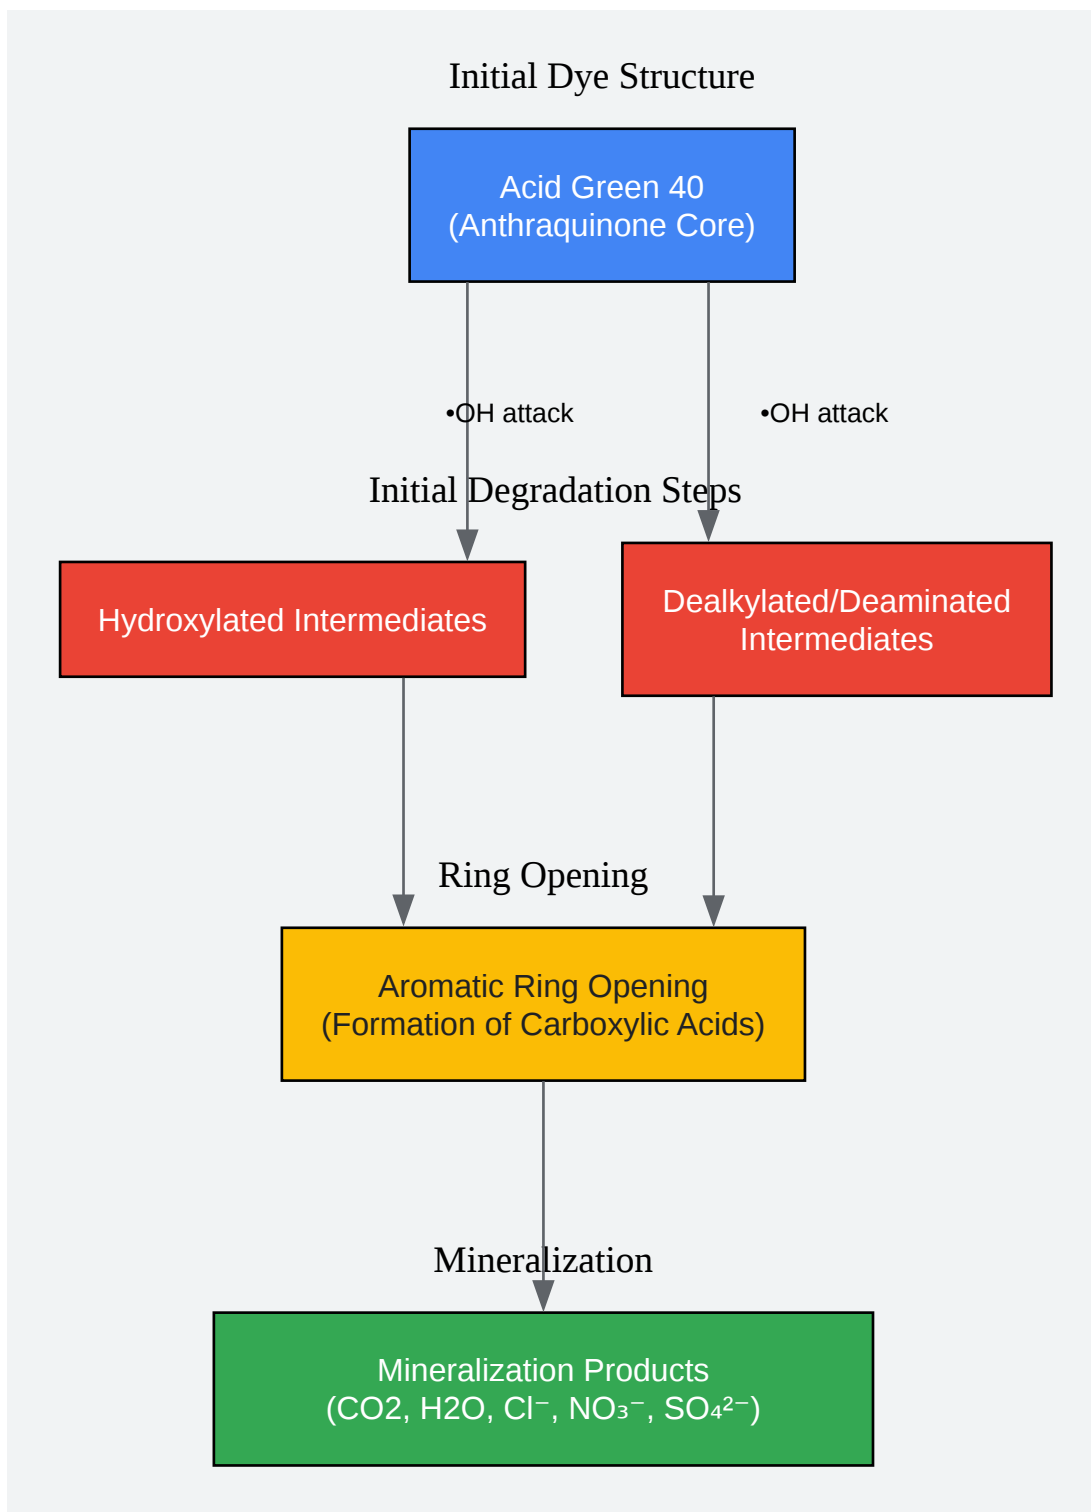 Initial Dye Structure
Acid Green 40
(Anthraquinone Core)
•OH attack
•OH attack
Initial Degradation Steps
Hydroxylated Intermediates
Dealkylated/Deaminated
Intermediates
Ring Opening
Aromatic Ring Opening
(Formation of Carboxylic Acids)
Mineralization
Mineralization Products
(CO2, H2O, Cl⁻, NO₃⁻, SO₄²⁻)